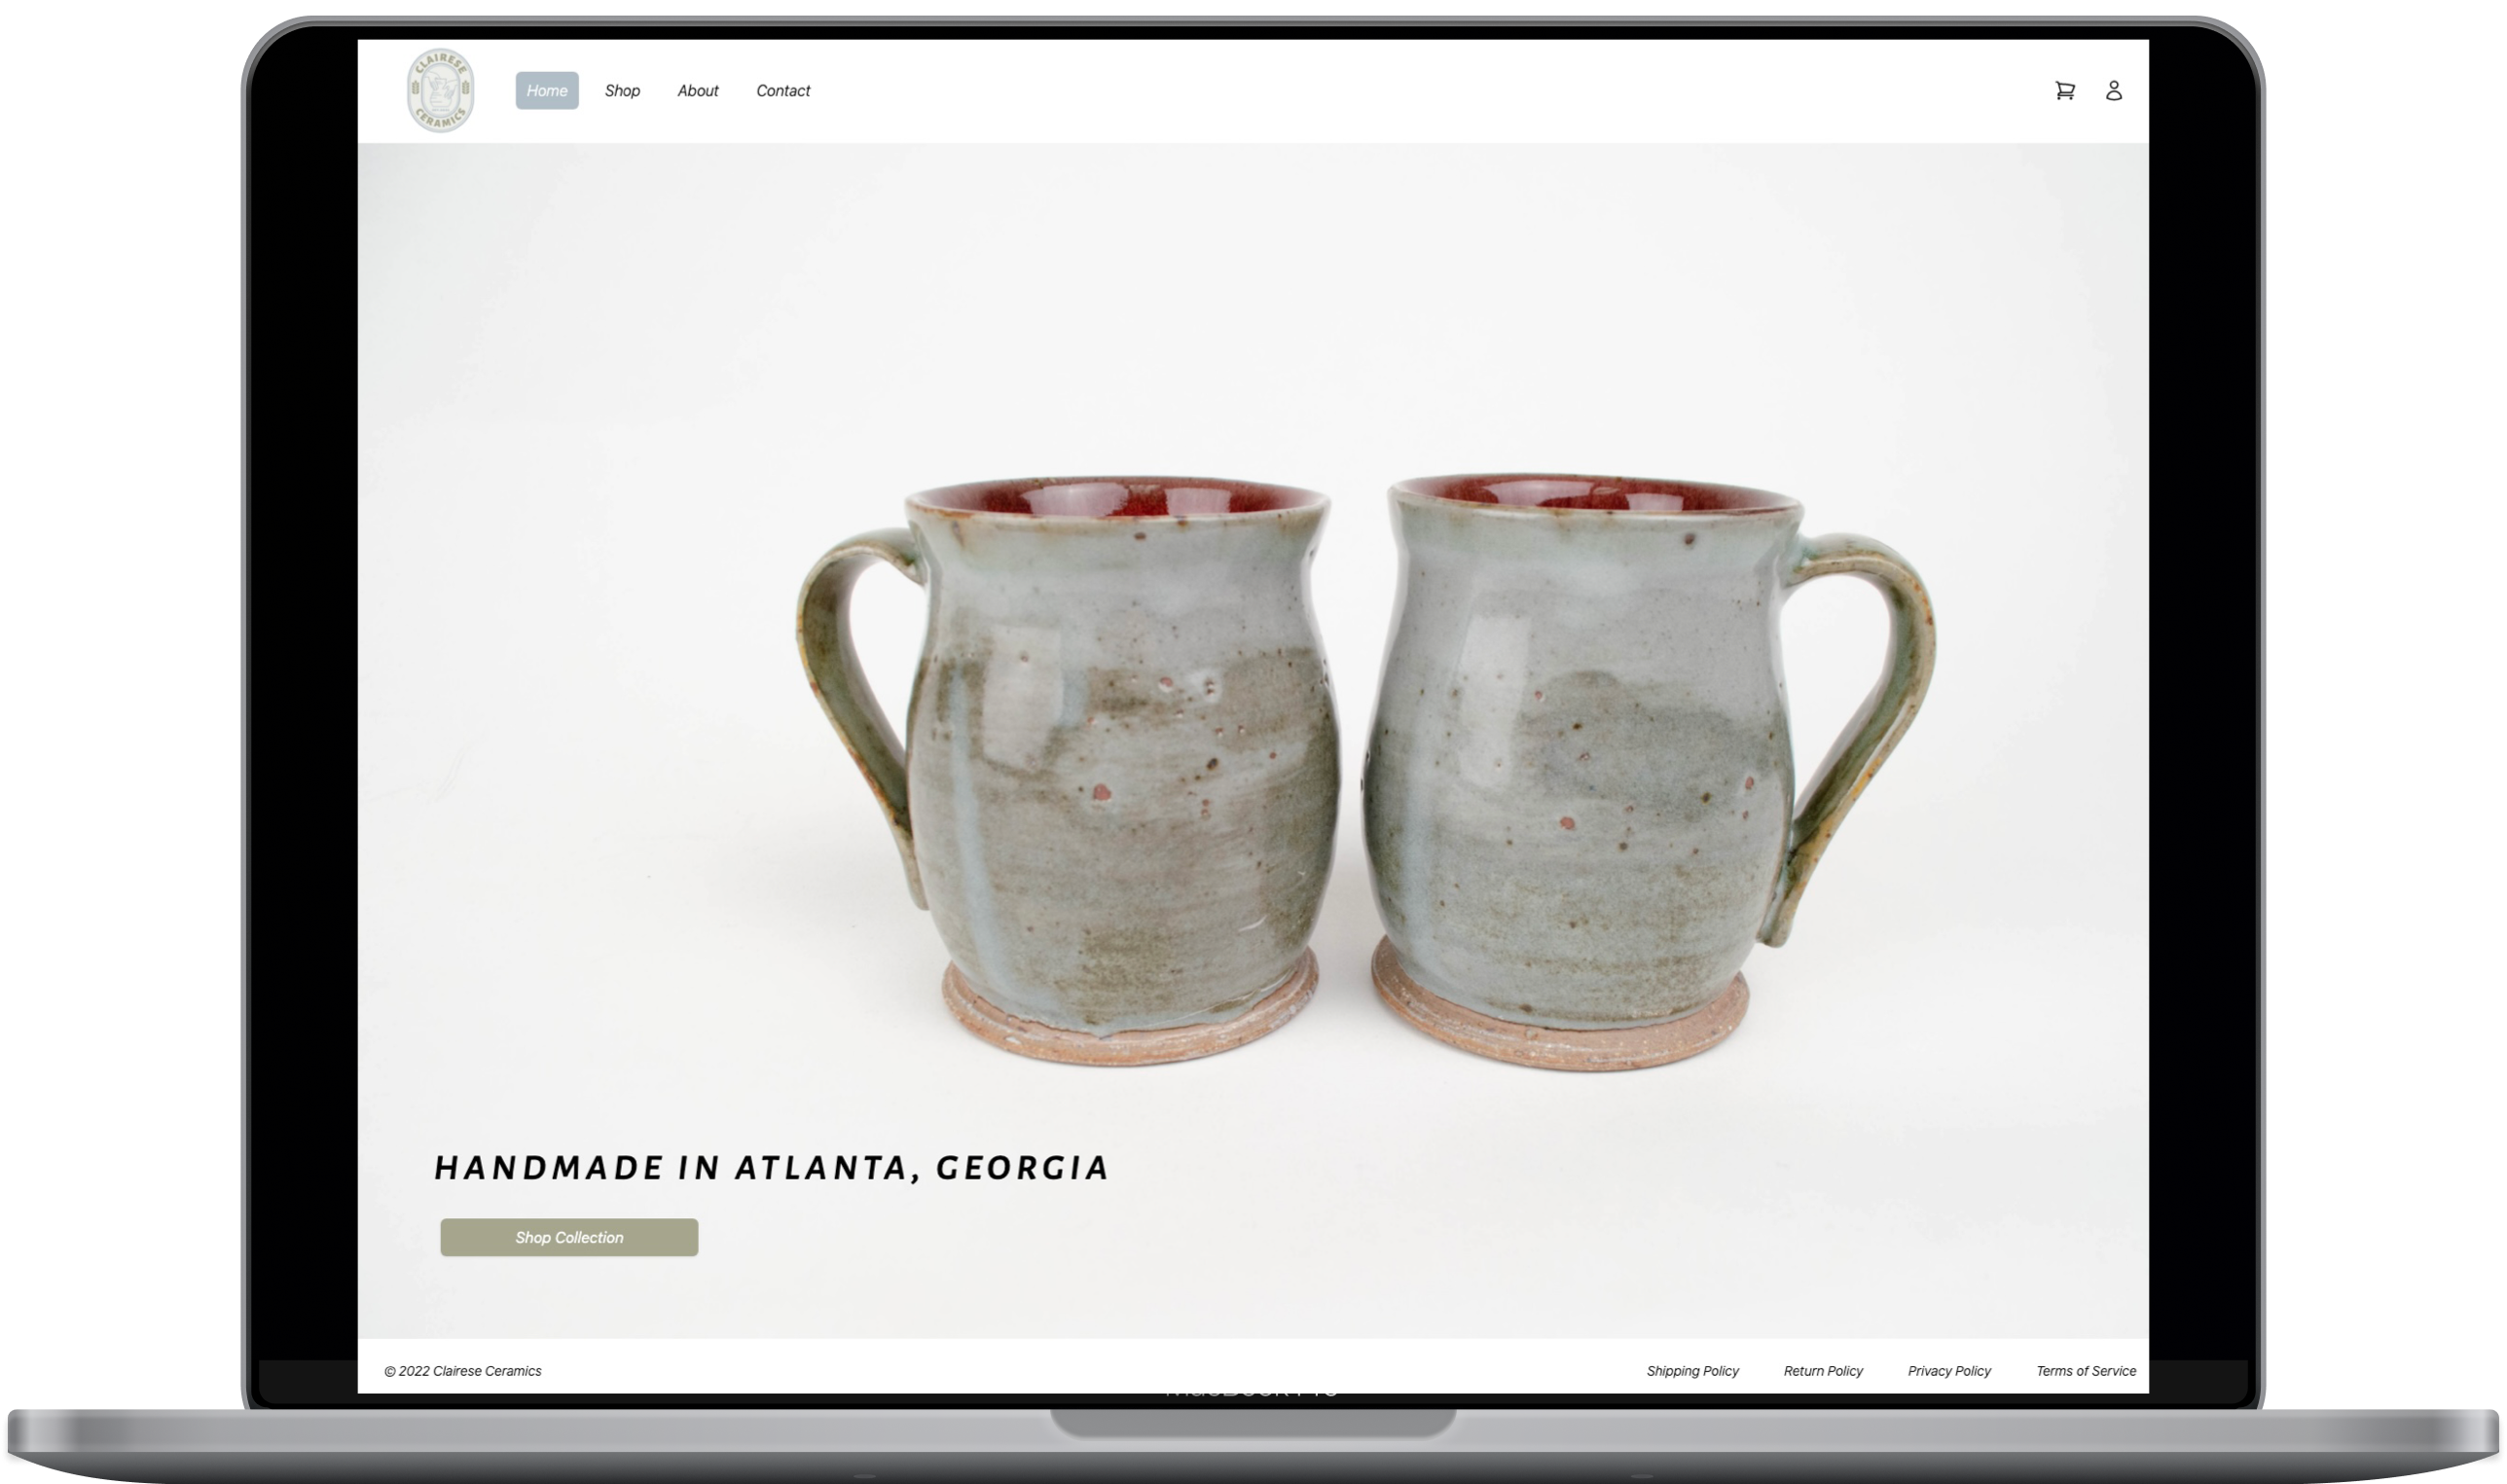 CLAIRESE
CERAMICS
Home
Shop
About
Contact
HANDMADE IN ATLANTA, GEORGIA
Shop Collection
© 2022 Clairese Ceramics
Shipping Policy
Return Policy
Privacy Policy
Terms of Service